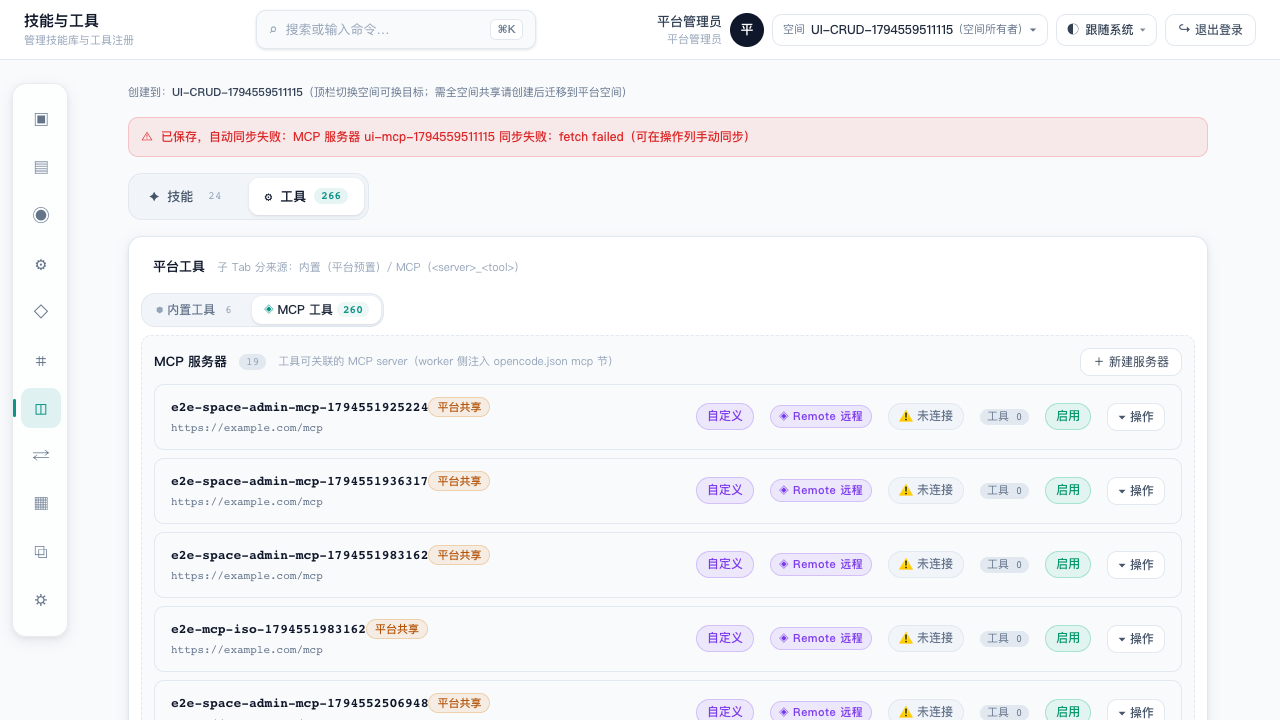 技能与工具
管理技能库与工具注册
搜索或输入命令… ⌘K
平台管理员
平台管理员
平
空间 UI-CRUD-1794559511115 (空间所有者)
跟随系统
退出登录
创建到: UI-CRUD-1794559511115 (顶栏切换空间可换目标; 需全空间共享请创建后迁移到平台空间)
⚠ 已保存, 自动同步失败: MCP 服务器 ui-mcp-1794559511115 同步失败: fetch failed (可在操作列手动同步)
✦ 技能 24
⚙ 工具 266
平台工具 子 Tab 分来源: 内置 (平台预置) / MCP (<server>_<tool>)
内置工具 6
◈ MCP 工具 260
MCP 服务器 19 工具可关联的 MCP server (worker 侧注入 opencode.json mcp 节)
+ 新建服务器
e2e-space-admin-mcp-1794551925224 平台共享
https://example.com/mcp
自定义 ◈ Remote 远程 ⚠ 未连接 工具 0 启用 操作
e2e-space-admin-mcp-1794551936317 平台共享
https://example.com/mcp
自定义 ◈ Remote 远程 ⚠ 未连接 工具 0 启用 操作
e2e-space-admin-mcp-1794551983162 平台共享
https://example.com/mcp
自定义 ◈ Remote 远程 ⚠ 未连接 工具 0 启用 操作
e2e-mcp-iso-1794551983162 平台共享
https://example.com/mcp
自定义 ◈ Remote 远程 ⚠ 未连接 工具 0 启用 操作
e2e-space-admin-mcp-1794552506948 平台共享
自定义 ◈ Remote 远程 ⚠ 未连接 工具 0 启用 操作